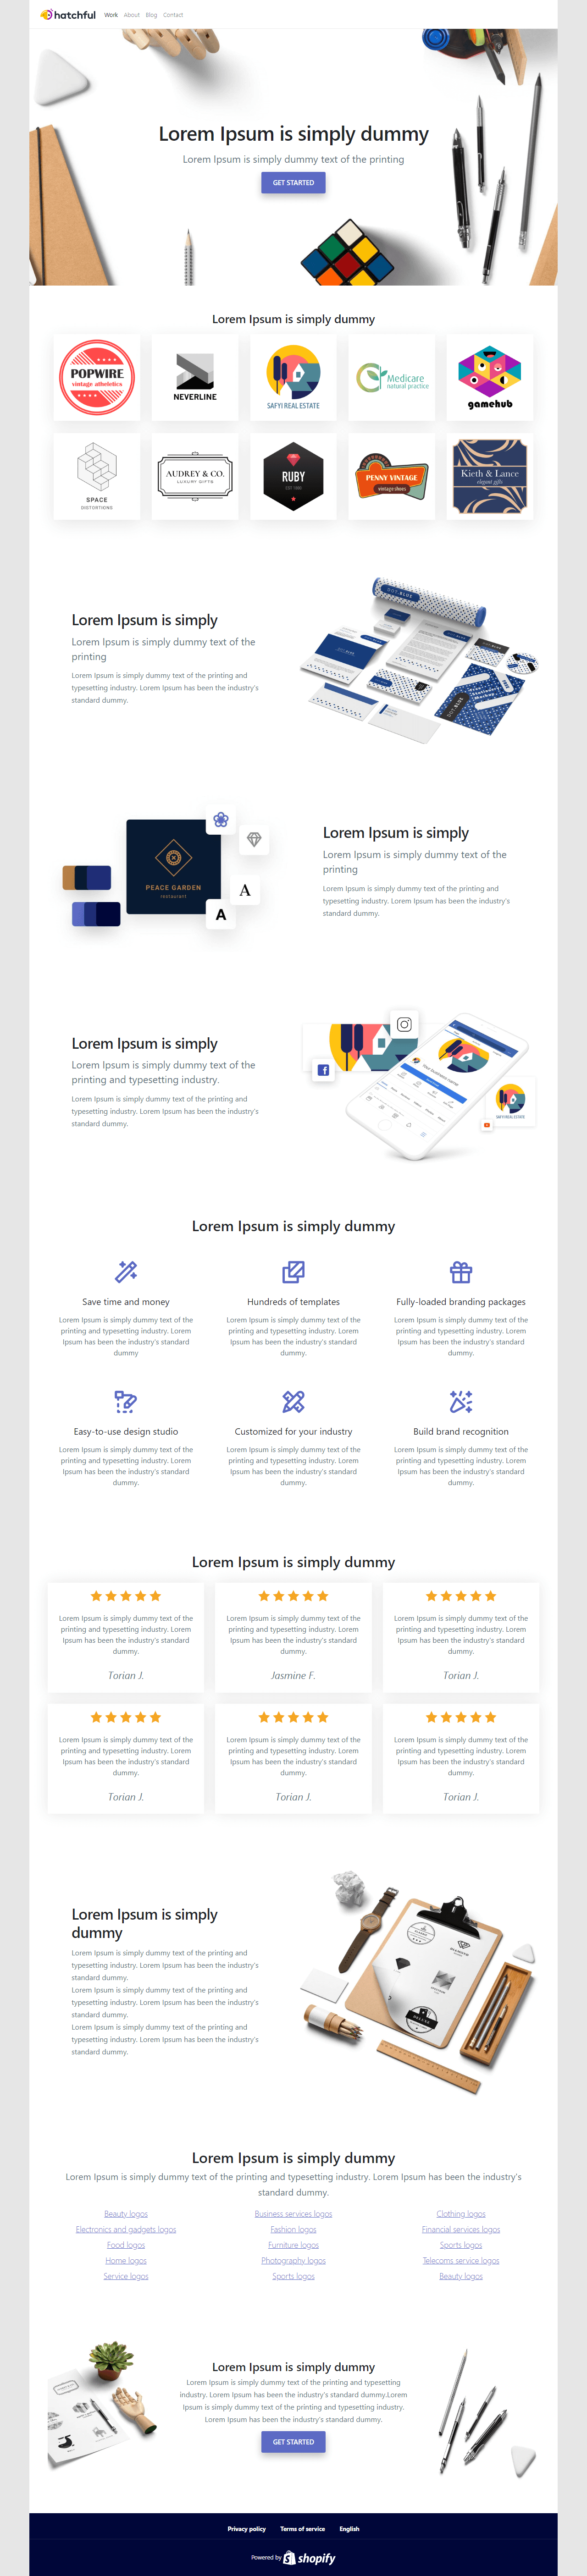 hatchful Work About Blog Contact
Lorem Ipsum is simply dummy
Lorem Ipsum is simply dummy text of the printing
GET STARTED
Lorem Ipsum is simply dummy
POPWIRE
vintage atheletics
NEVERLINE
SAFYI REAL ESTATE
Medicare
natural practice
gamehub
SPACE
DISTORTIONS
AUDREY & CO.
LUXURY GIFTS
RUBY
EST. 1985
PENNY VINTAGE
vintage shoes
Kieth & Lance
elegant gifts
Lorem Ipsum is simply
Lorem Ipsum is simply dummy text of the
printing
Lorem Ipsum is simply dummy text of the printing and
typesetting industry. Lorem Ipsum has been the industry's
standard dummy.
DOT-BLUE
PEACE GARDEN
restaurant
A
A
Lorem Ipsum is simply
Lorem Ipsum is simply dummy text of the
printing
Lorem Ipsum is simply dummy text of the printing and
typesetting industry. Lorem Ipsum has been the industry's
standard dummy.
Lorem Ipsum is simply
Lorem Ipsum is simply dummy text of the
printing and typesetting industry.
Lorem Ipsum is simply dummy text of the printing and
typesetting industry. Lorem Ipsum has been the industry's
standard dummy.
Your business name
SAFYI REAL ESTATE
Lorem Ipsum is simply dummy
Save time and money
Lorem Ipsum is simply dummy text of the
printing and typesetting industry. Lorem
Ipsum has been the industry's standard
dummy
Hundreds of templates
Lorem Ipsum is simply dummy text of the
printing and typesetting industry. Lorem
Ipsum has been the industry's standard
dummy.
Fully-loaded branding packages
Lorem Ipsum is simply dummy text of the
printing and typesetting industry. Lorem
Ipsum has been the industry's standard
dummy.
Easy-to-use design studio
Lorem Ipsum is simply dummy text of the
printing and typesetting industry. Lorem
Ipsum has been the industry's standard
dummy.
Customized for your industry
Lorem Ipsum is simply dummy text of the
printing and typesetting industry. Lorem
Ipsum has been the industry's standard
dummy.
Build brand recognition
Lorem Ipsum is simply dummy text of the
printing and typesetting industry. Lorem
Ipsum has been the industry's standard
dummy.
Lorem Ipsum is simply dummy
Lorem Ipsum is simply dummy text of the
printing and typesetting industry. Lorem
Ipsum has been the industry's standard
dummy.
Torian J.
Lorem Ipsum is simply dummy text of the
printing and typesetting industry. Lorem
Ipsum has been the industry's standard
dummy.
Jasmine F.
Lorem Ipsum is simply dummy text of the
printing and typesetting industry. Lorem
Ipsum has been the industry's standard
dummy.
Torian J.
Lorem Ipsum is simply dummy text of the
printing and typesetting industry. Lorem
Ipsum has been the industry's standard
dummy.
Torian J.
Lorem Ipsum is simply dummy text of the
printing and typesetting industry. Lorem
Ipsum has been the industry's standard
dummy.
Torian J.
Lorem Ipsum is simply dummy text of the
printing and typesetting industry. Lorem
Ipsum has been the industry's standard
dummy.
Torian J.
Lorem Ipsum is simply
dummy
Lorem Ipsum is simply dummy text of the printing and
typesetting industry. Lorem Ipsum has been the industry's
standard dummy.
Lorem Ipsum is simply dummy text of the printing and
typesetting industry. Lorem Ipsum has been the industry's
standard dummy.
Lorem Ipsum is simply dummy text of the printing and
typesetting industry. Lorem Ipsum has been the industry's
standard dummy.
Lorem Ipsum is simply dummy
Lorem Ipsum is simply dummy text of the printing and typesetting industry. Lorem Ipsum has been the industry's
standard dummy.
Beauty logos Business services logos Clothing logos
Electronics and gadgets logos Fashion logos Financial services logos
Food logos Furniture logos Sports logos
Home logos Photography logos Telecoms service logos
Service logos Sports logos Beauty logos
Lorem Ipsum is simply dummy
Lorem Ipsum is simply dummy text of the printing and typesetting
industry. Lorem Ipsum has been the industry's standard dummy.Lorem
Ipsum is simply dummy text of the printing and typesetting industry.
Lorem Ipsum has been the industry's standard dummy.
GET STARTED
Privacy policy Terms of service English
Powered by shopify